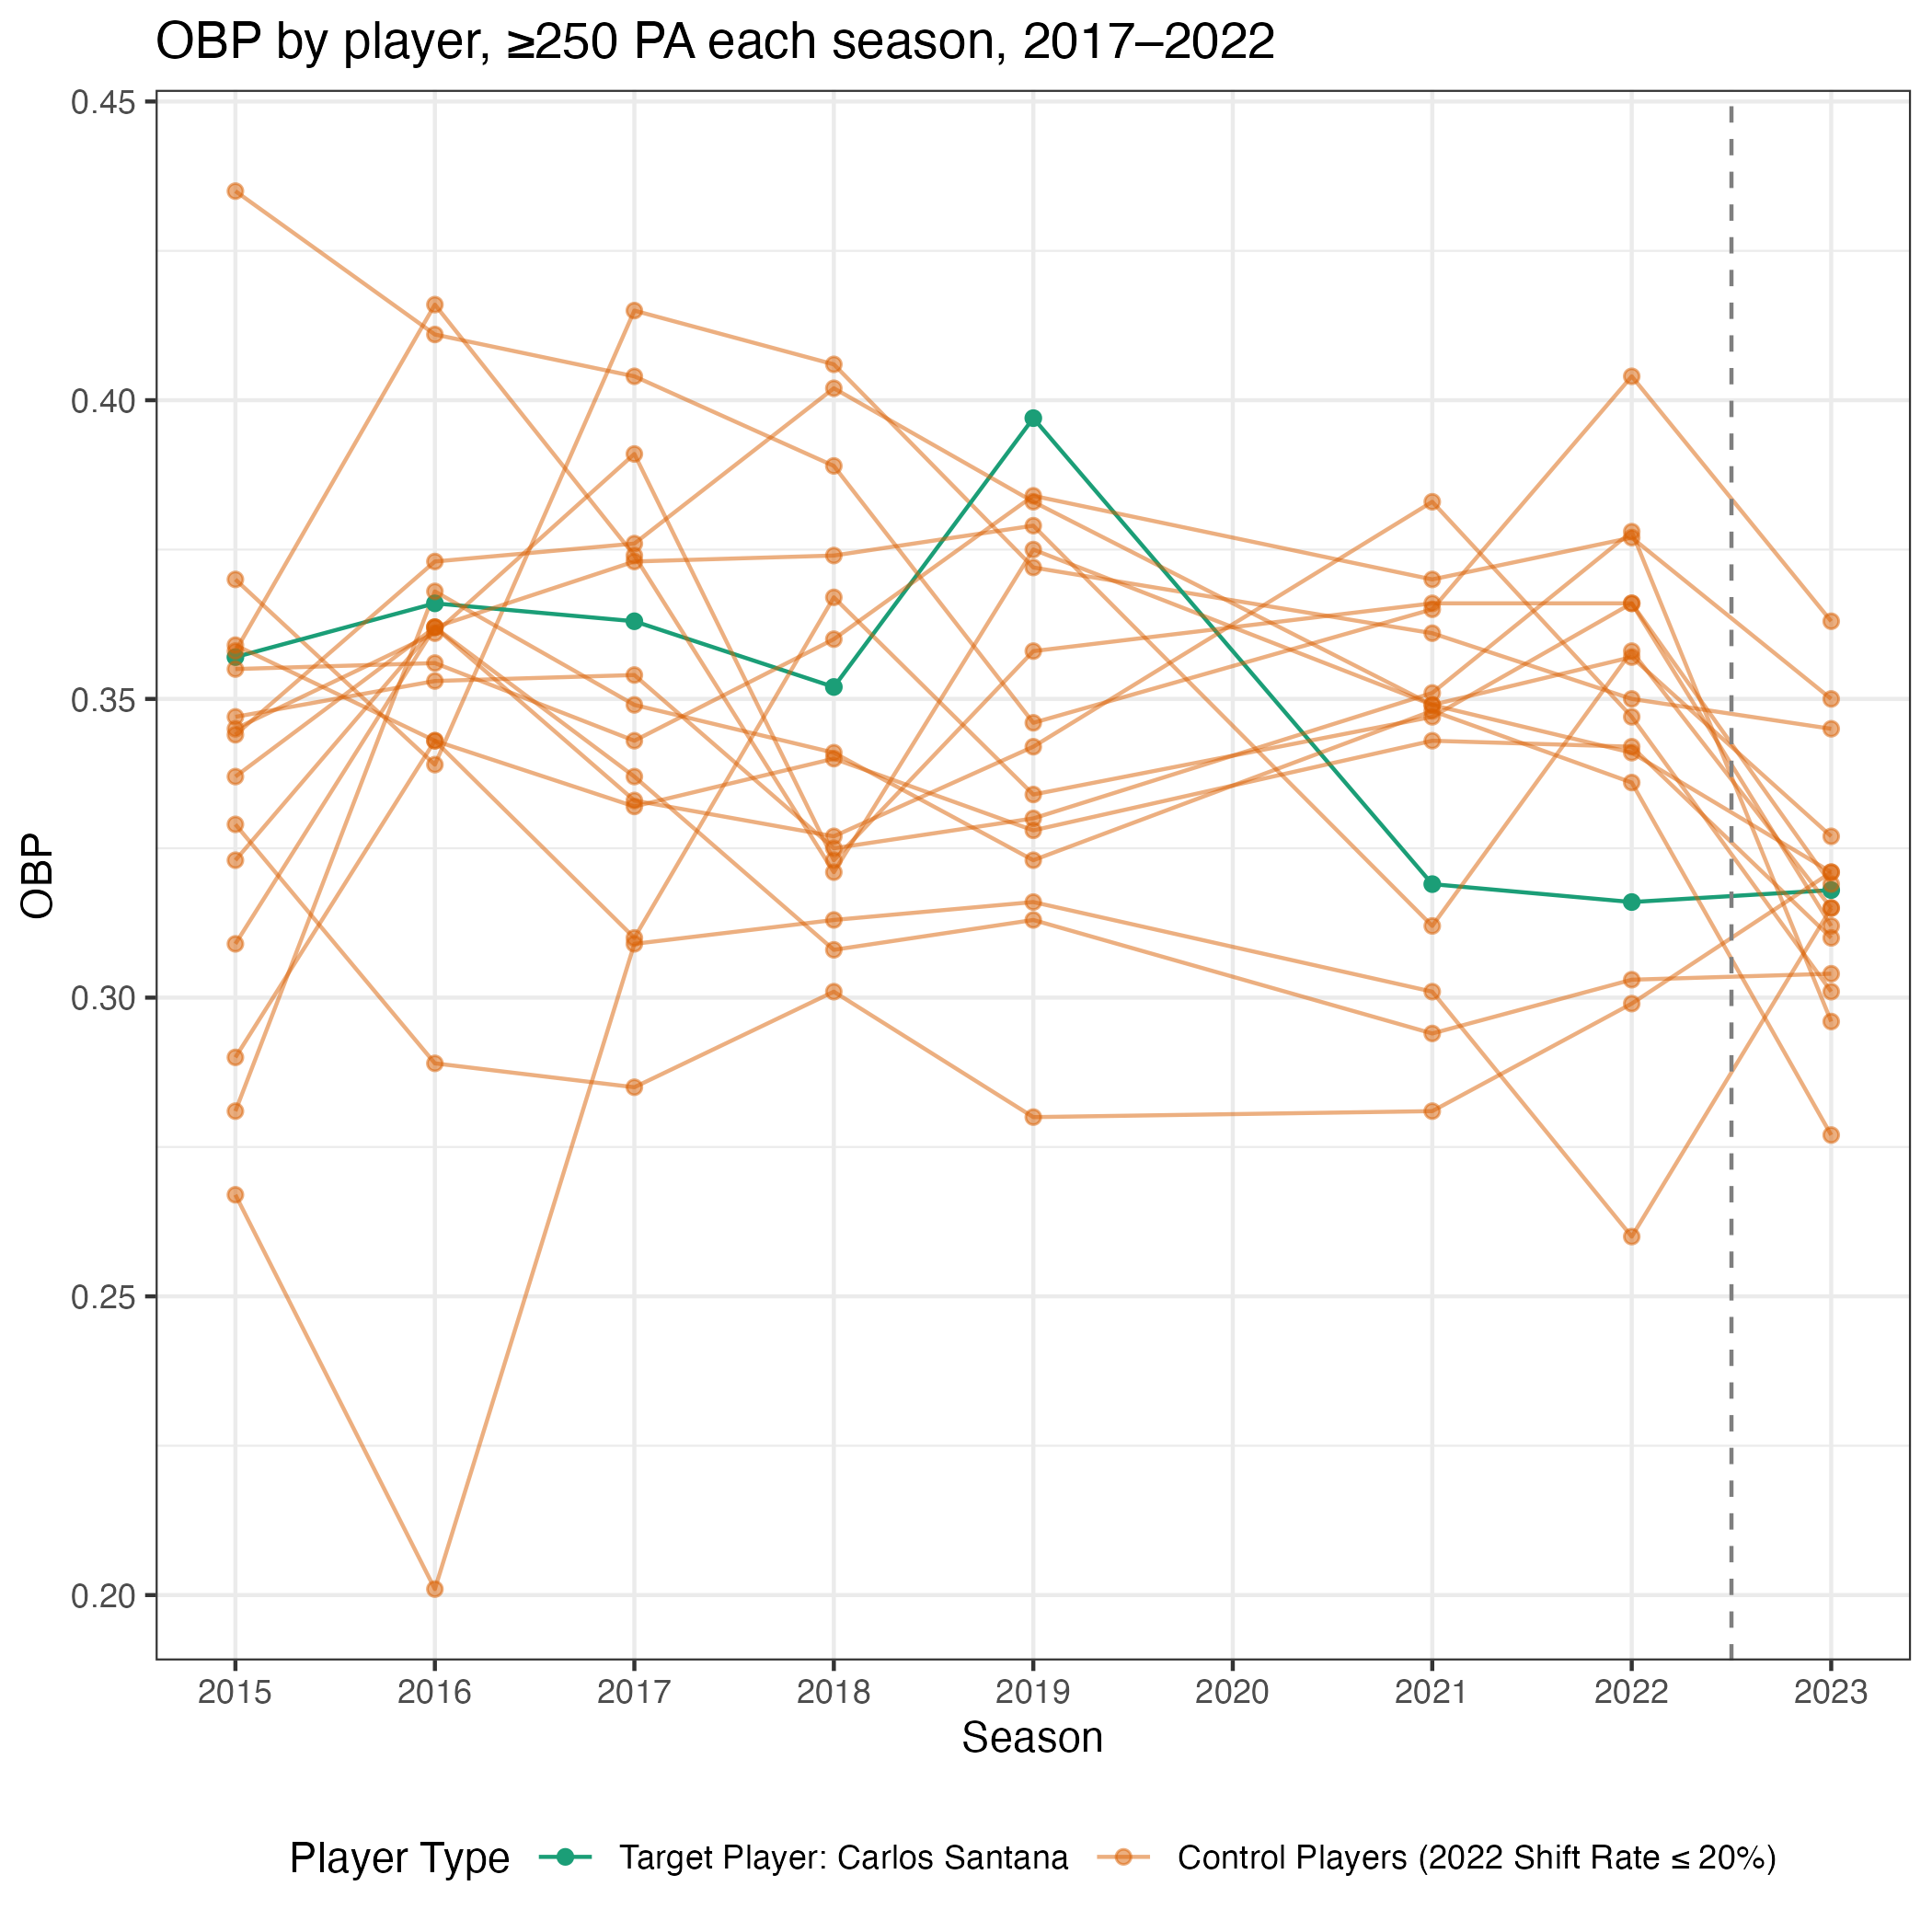 OBP by player, ≥250 PA each season, 2017–2022
0.45
0.40
0.35
0.30
0.25
0.20
OBP
2015 2016 2017 2018 2019 2020 2021 2022 2023
Season
Player Type Target Player: Carlos Santana Control Players (2022 Shift Rate ≤ 20%)